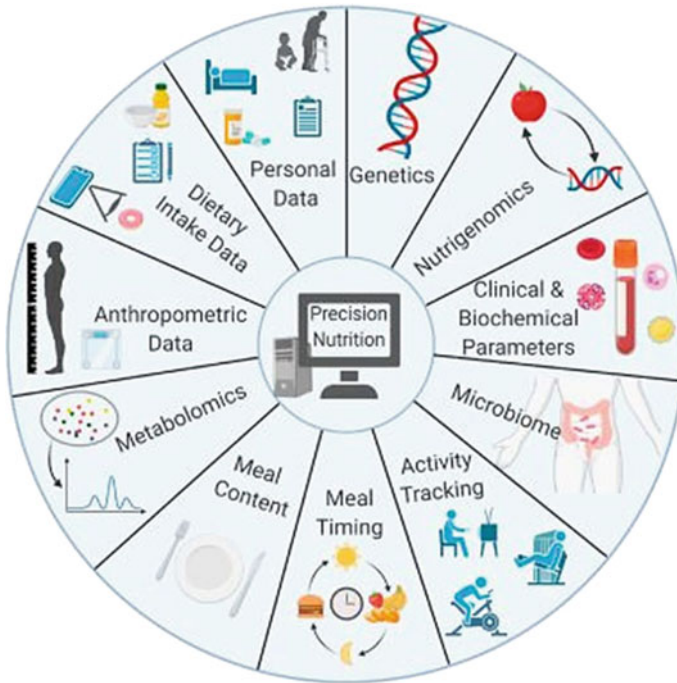 Precision
Nutrition
Genetics
Nutrigenomics
Clinical &
Biochemical
Parameters
Microbiome
Activity
Tracking
Meal
Timing
Meal
Content
Metabolomics
Anthropometric
Data
Dietary
Intake Data
Personal
Data